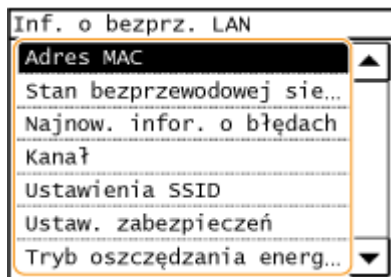 Inf. o bezprz. LAN
Adres MAC
Stan bezprzewodowej sie...
Najnow. infor. o błędach
Kanał
Ustawienia SSID
Ustaw. zabezpieczeń
Tryb oszczędzania energ...